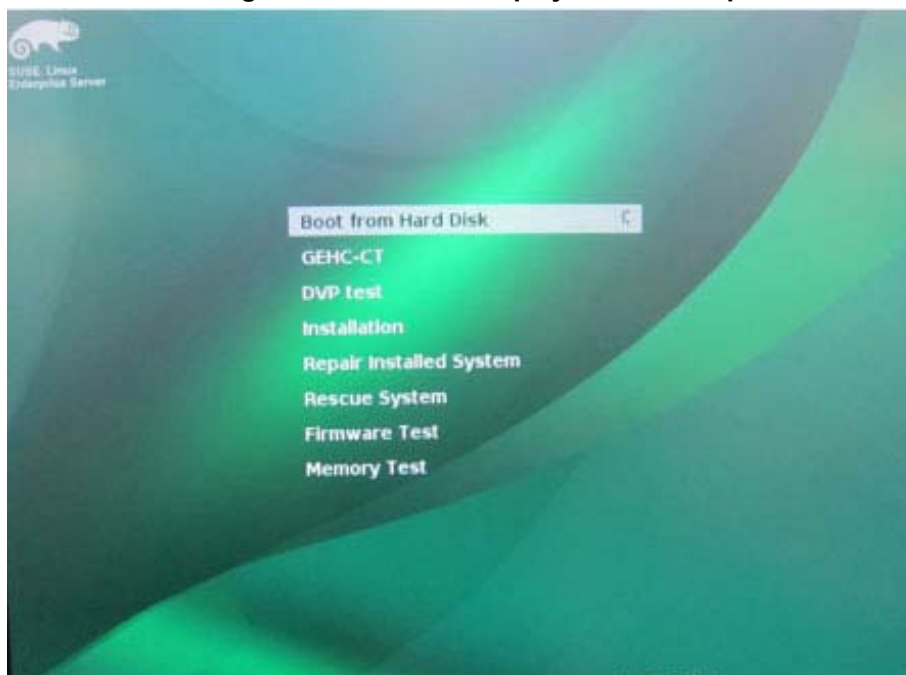 SUSE Linux
Enterprise Server
Boot from Hard Disk
GEHC-CT
DVP test
Installation
Repair Installed System
Rescue System
Firmware Test
Memory Test